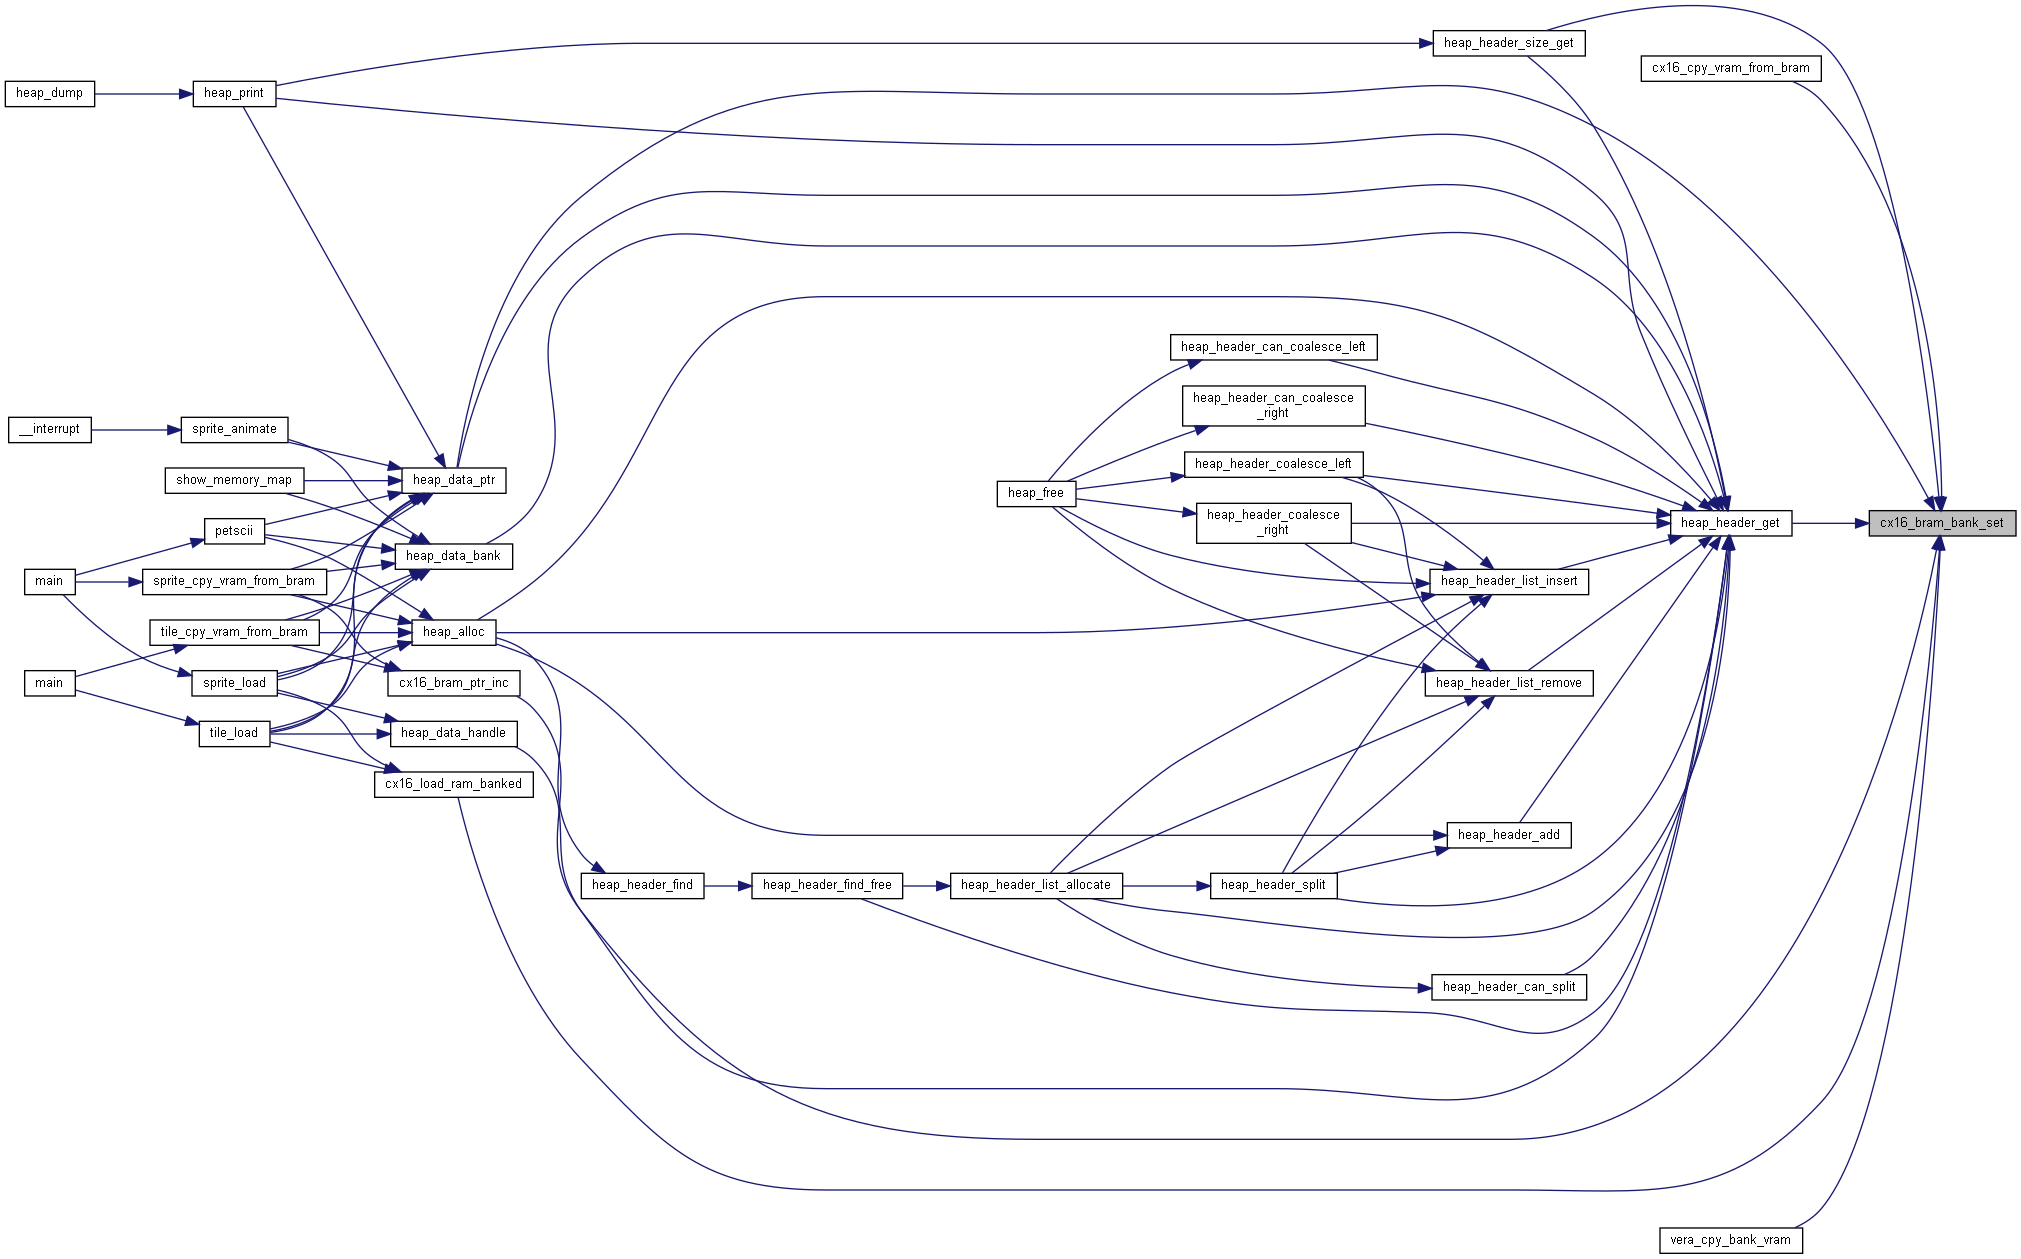 heap_header_size_get
cx16_cpy_vram_from_bram
heap_dump
heap_print
heap_header_can_coalesce_left
heap_header_can_coalesce
_right
__interrupt
sprite_animate
heap_header_coalesce_left
show_memory_map
heap_data_ptr
heap_free
heap_header_coalesce
_right
heap_header_get
cx16_bram_bank_set
petscii
heap_data_bank
main
sprite_cpy_vram_from_bram
heap_header_list_insert
tile_cpy_vram_from_bram
heap_alloc
main
sprite_load
cx16_bram_ptr_inc
heap_header_list_remove
tile_load
heap_data_handle
cx16_load_ram_banked
heap_header_add
heap_header_find
heap_header_find_free
heap_header_list_allocate
heap_header_split
heap_header_can_split
vera_cpy_bank_vram